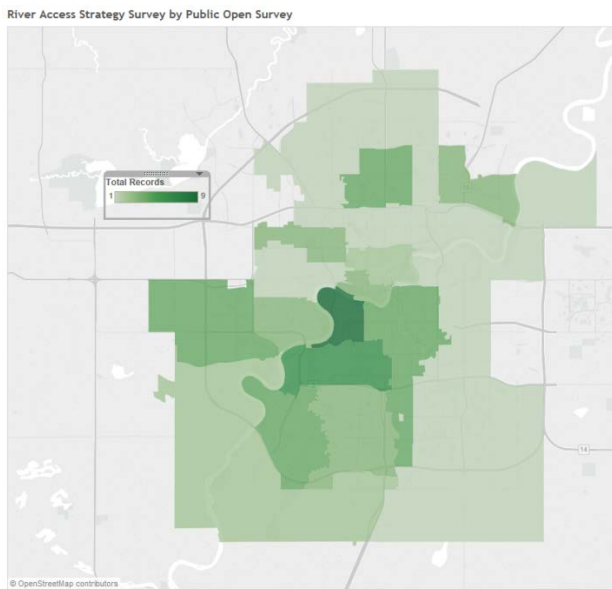 River Access Strategy Survey by Public Open Survey
Total Records
1 9
14
© OpenStreetMap contributors